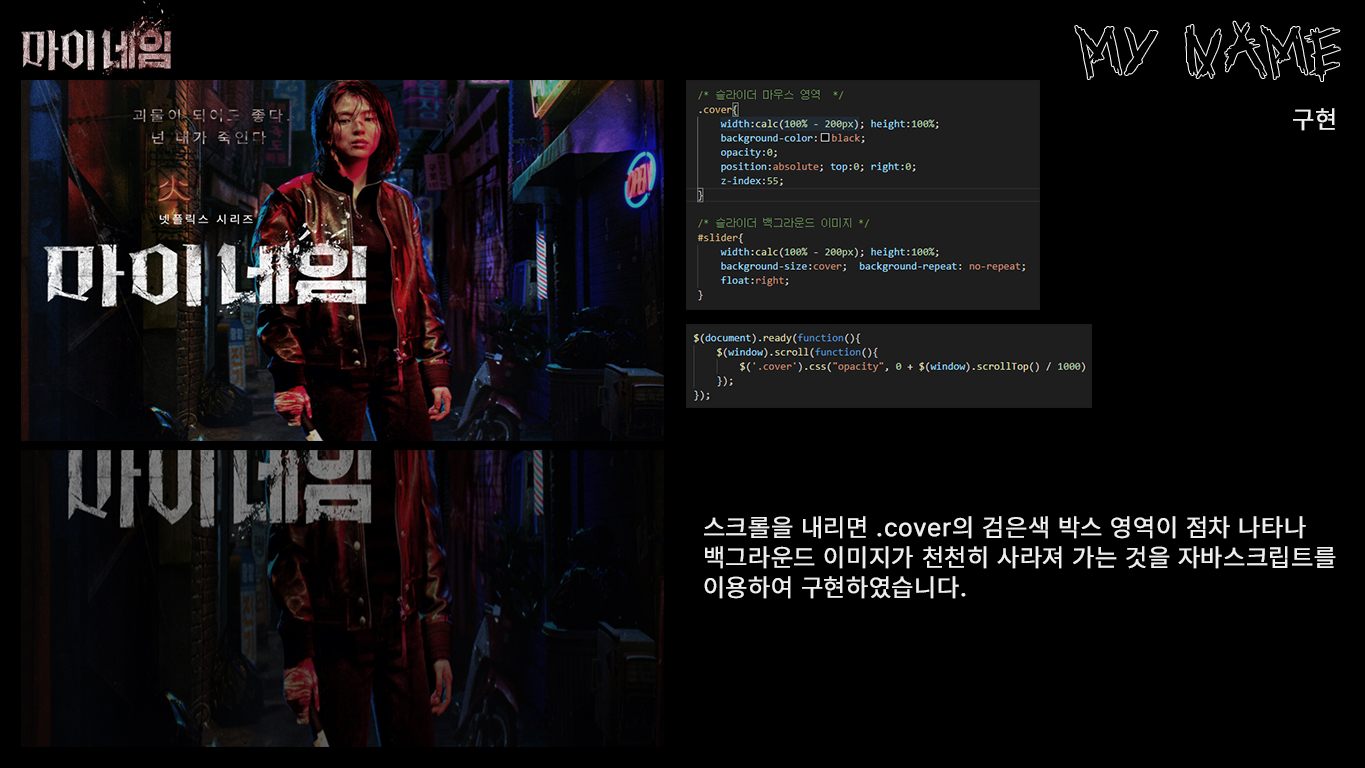 마이네임
MY NAME
구현
괴물이 되어도 좋다.
넌 내가 죽인다
넷플릭스 시리즈
마이네임
OPEN
/* 슬라이더 마우스 영역  */
.cover{
    width:calc(100% - 200px); height:100%;
    background-color:black;
    opacity:0;
    position:absolute; top:0; right:0;
    z-index:55;
}
/* 슬라이더 백그라운드 이미지 */
#slider{
    width:calc(100% - 200px); height:100%;
    background-size:cover;  background-repeat: no-repeat;
    float:right;
}
$(document).ready(function(){
    $(window).scroll(function(){
        $('.cover').css("opacity", 0 + $(window).scrollTop() / 1000)
    });
});
마이네임
스크롤을 내리면 .cover의 검은색 박스 영역이 점차 나타나
백그라운드 이미지가 천천히 사라져 가는 것을 자바스크립트를
이용하여 구현하였습니다.